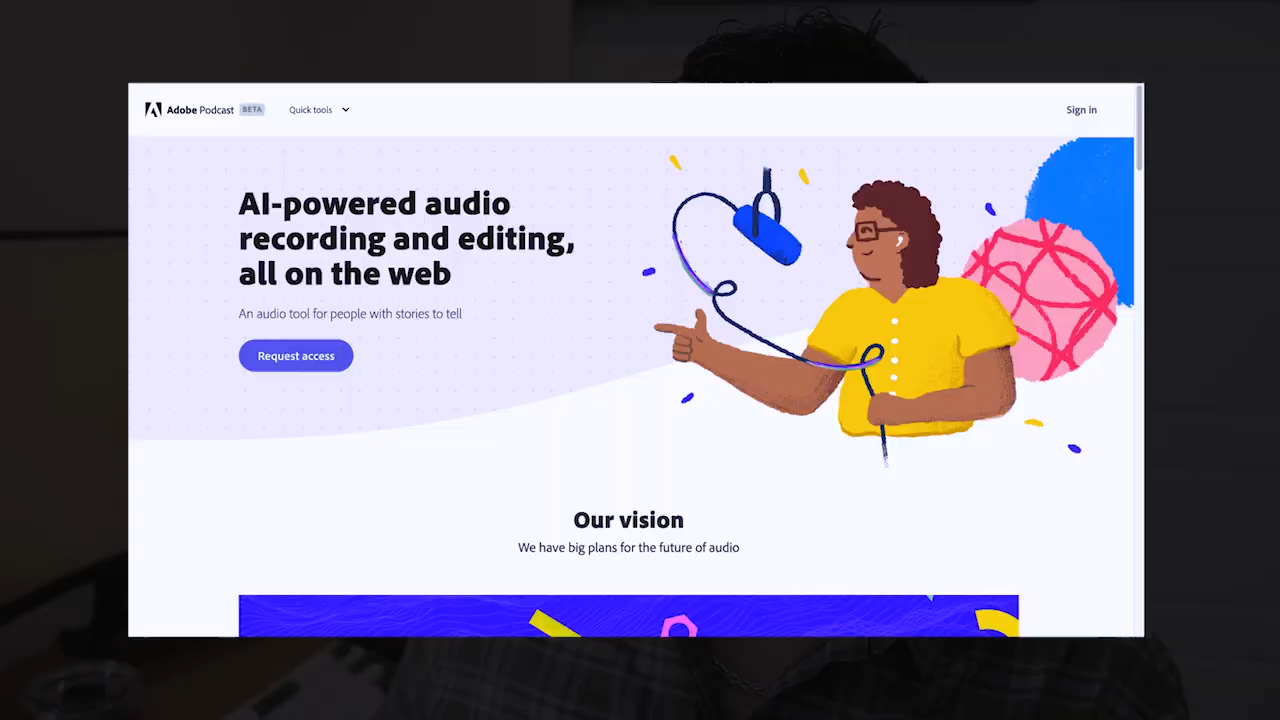 Adobe Podcast BETA Quick tools Sign in
AI-powered audio
recording and editing,
all on the web
An audio tool for people with stories to tell
Request access
Our vision
We have big plans for the future of audio